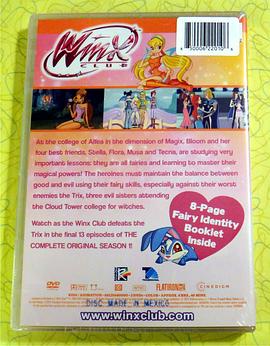 Winx
CLUB
As the college of Alfea in the dimension of Magix, Bloom and her
four best friends, Stella, Flora, Musa and Tecna, are studying very
important lessons: they are all fairies and learning to master their
magical powers! The heroines must maintain the balance between
good and evil using their fairy skills, especially against their worst
enemies the Trix, three evil sisters attending
the Cloud Tower college for witches.
Watch as the Winx Club defeats the
Trix in the final 13 episodes of THE
COMPLETE ORIGINAL SEASON 1!!
8-Page
Fairy Identity
Booklet
Inside
DVD
FLATIRON
CINEDIGM
DISC MADE IN MEXICO
www.winxclub.com